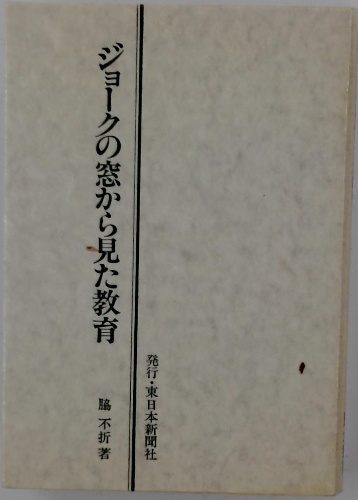 ジョークの窓から見た教育
脇 不折 著
発行・東日本新聞社